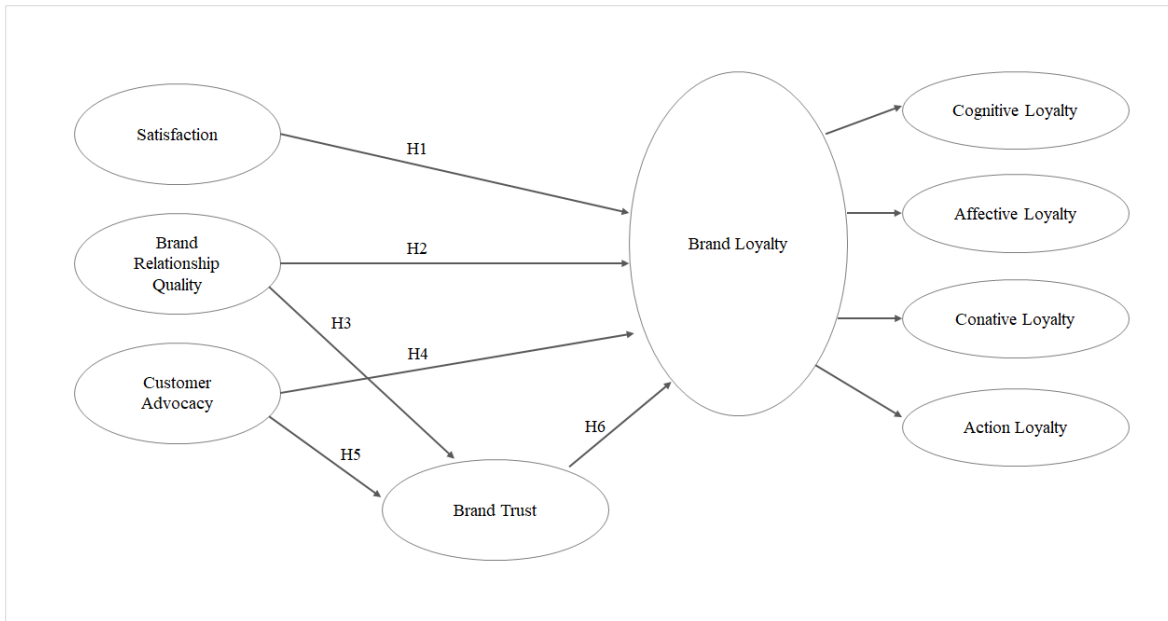 Satisfaction
Brand
Relationship
Quality
Customer
Advocacy
H1
H2
H3
H4
H5
H6
Brand Trust
Brand Loyalty
Cognitive Loyalty
Affective Loyalty
Conative Loyalty
Action Loyalty